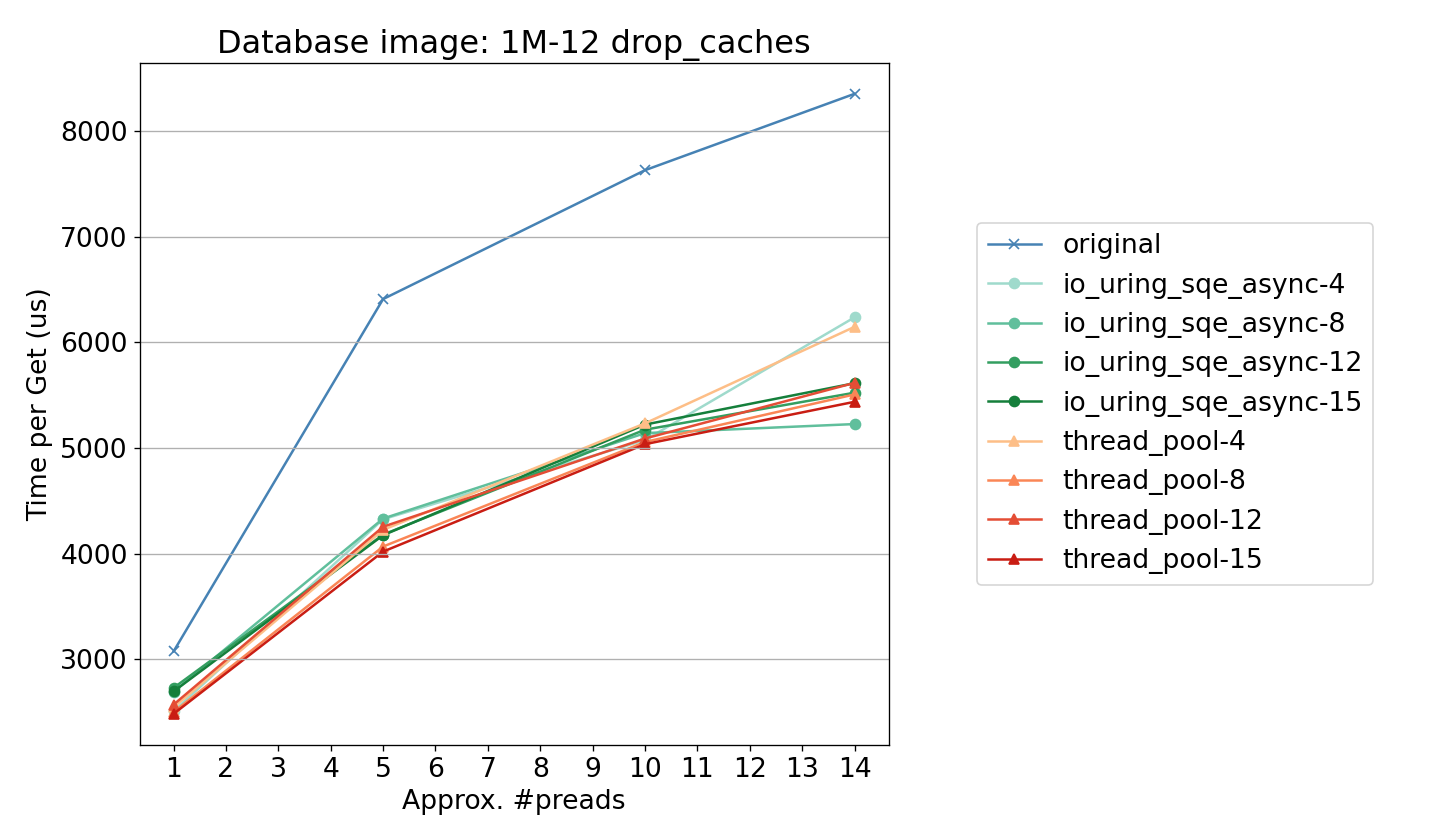 Database image: 1M-12 drop_caches
8000
7000
6000
5000
4000
3000
Time per Get (us)
1 2 3 4 5 6 7 8 9 10 11 12 13 14
Approx. #preads
original
io_uring_sqe_async-4
io_uring_sqe_async-8
io_uring_sqe_async-12
io_uring_sqe_async-15
thread_pool-4
thread_pool-8
thread_pool-12
thread_pool-15